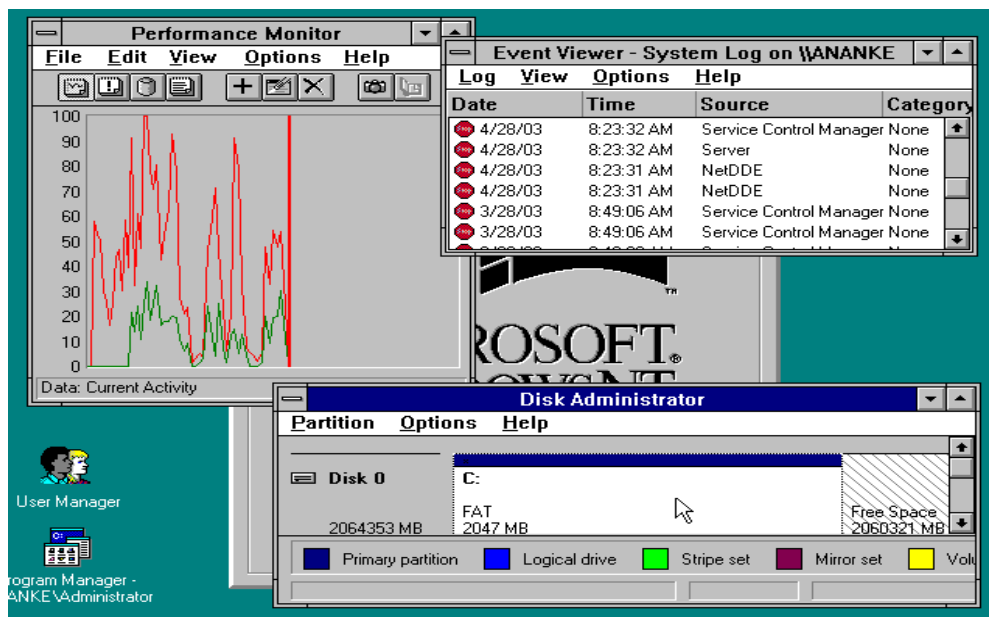 Performance Monitor
File Edit View Options Help
100
90
80
70
60
50
40
30
20
10
0
Data: Current Activity
Event Viewer - System Log on \\ANANKE
Log View Options Help
Date Time Source Category
4/28/03 8:23:32 AM Service Control Manager None
4/28/03 8:23:32 AM Server None
4/28/03 8:23:31 AM NetDDE None
4/28/03 8:23:31 AM NetDDE None
3/28/03 8:49:06 AM Service Control Manager None
3/28/03 8:49:06 AM Service Control Manager None
TM
ROSOFT®
Disk Administrator
Partition Options Help
Disk 0
2064353 MB
C:
FAT
2047 MB
Free Space
2060321 MB
Primary partition Logical drive Stripe set Mirror set Volu
User Manager
rogram Manager -
ANKE\Administrator